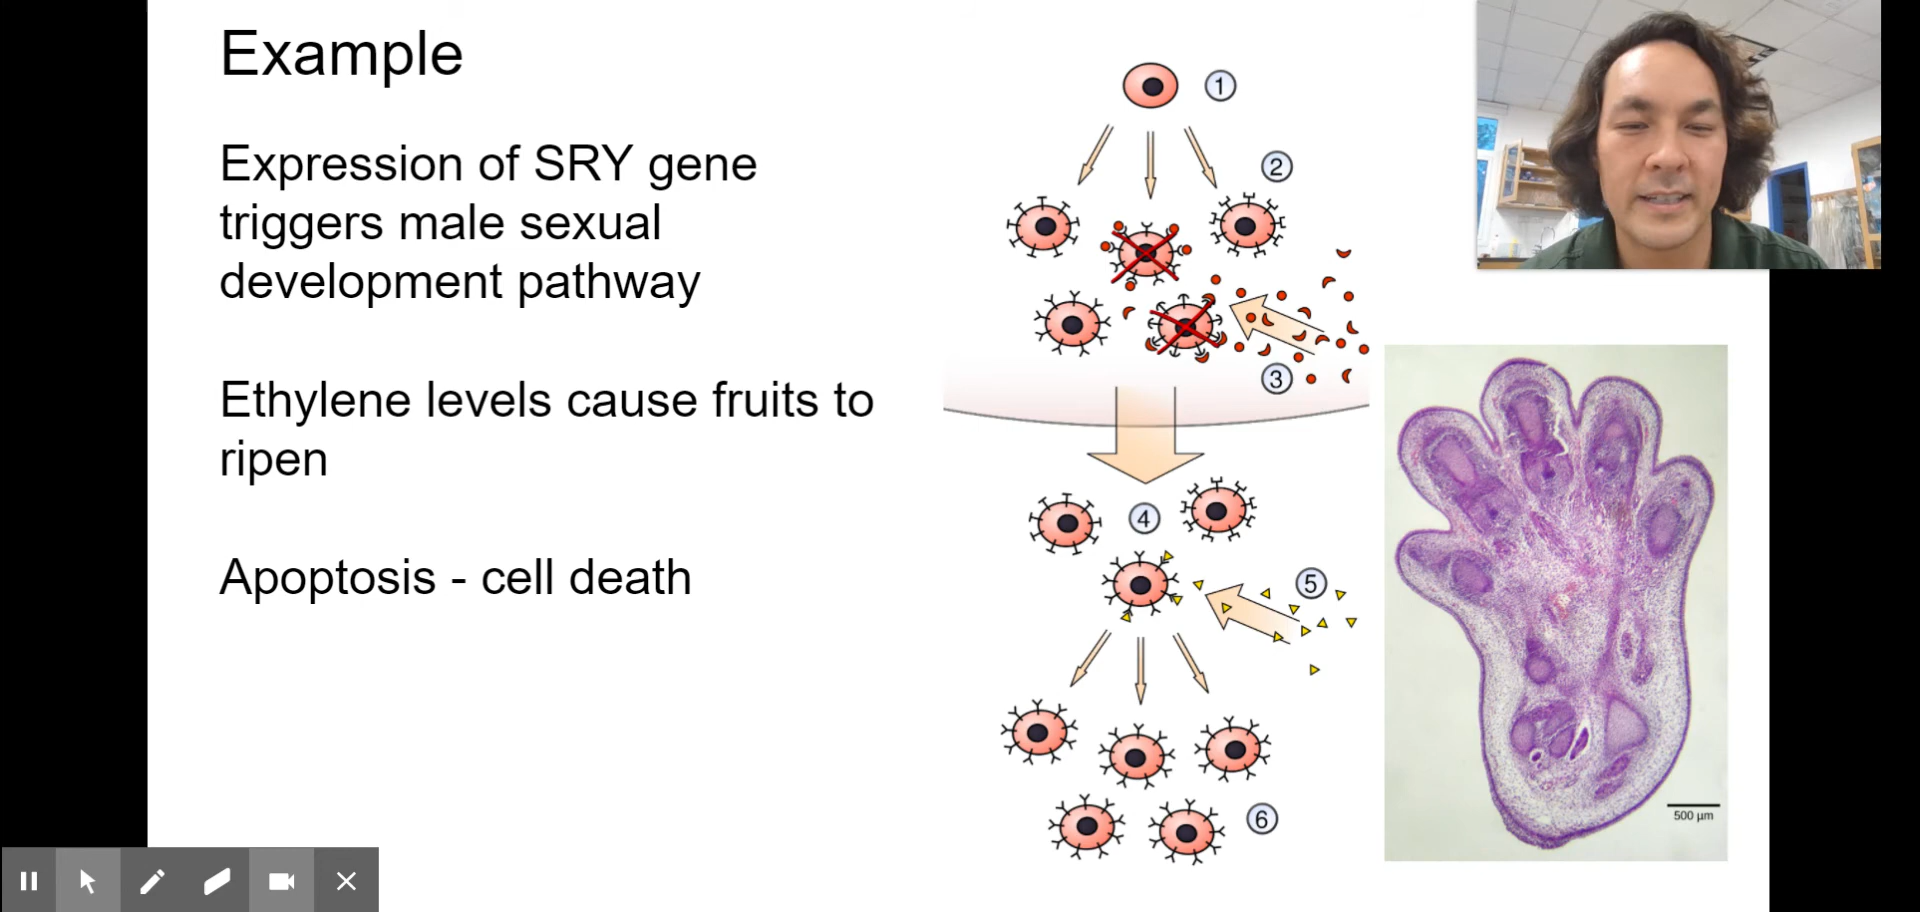 Example
Expression of SRY gene
triggers male sexual
development pathway
Ethylene levels cause fruits to
ripen
Apoptosis - cell death
1
2
3
4
5
6
500 µm